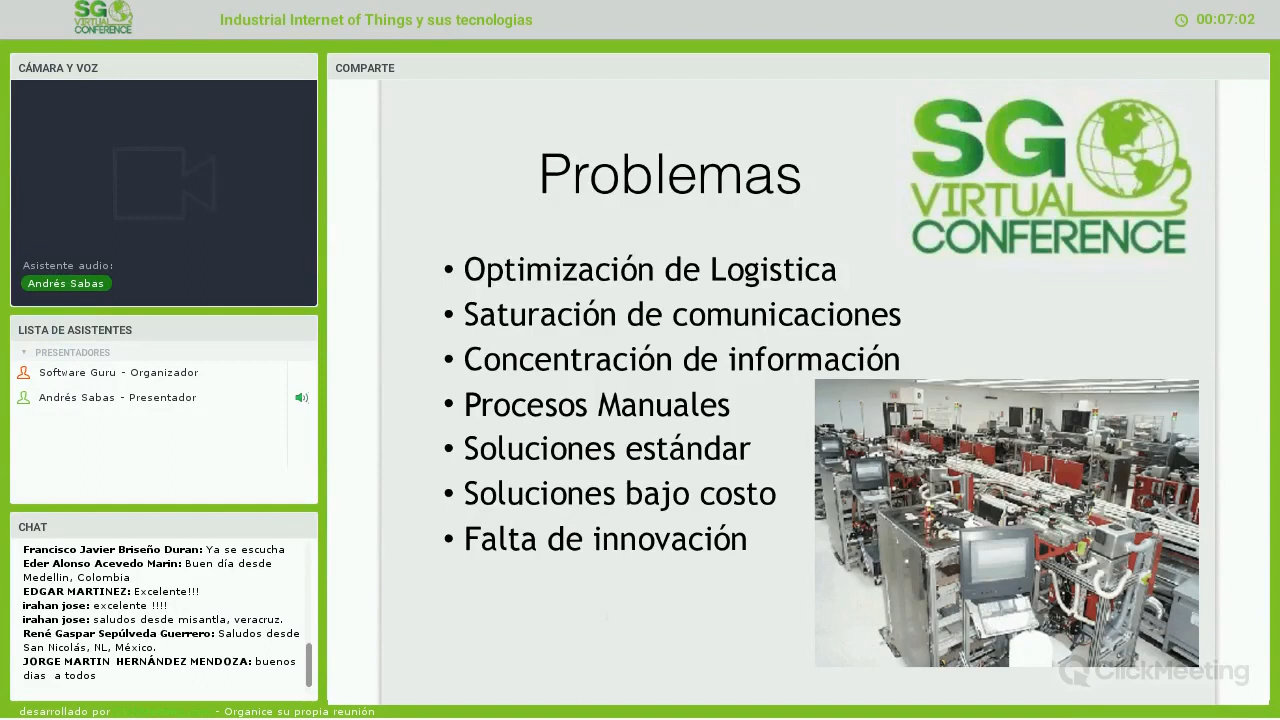 SG
VIRTUAL
CONFERENCE
Industrial Internet of Things y sus tecnologias
00:07:02
CÁMARA Y VOZ
Asistente audio:
Andrés Sabas
LISTA DE ASISTENTES
PRESENTADORES
Software Guru - Organizador
Andrés Sabas - Presentador
CHAT
Francisco Javier Briseño Duran: Ya se escucha
Eder Alonso Acevedo Marin: Buen día desde
Medellin, Colombia
EDGAR MARTINEZ: Excelente!!!
irahan jose: excelente !!!!
irahan jose: saludos desde misantla, veracruz.
René Gaspar Sepúlveda Guerrero: Saludos desde
San Nicolás, NL, México.
JORGE MARTIN HERNÁNDEZ MENDOZA: buenos
dias a todos
COMPARTE
SG
VIRTUAL
CONFERENCE
Problemas
• Optimización de Logistica
• Saturación de comunicaciones
• Concentración de información
• Procesos Manuales
• Soluciones estándar
• Soluciones bajo costo
• Falta de innovación
ClickMeeting
desarrollado por - Organice su propia reunión